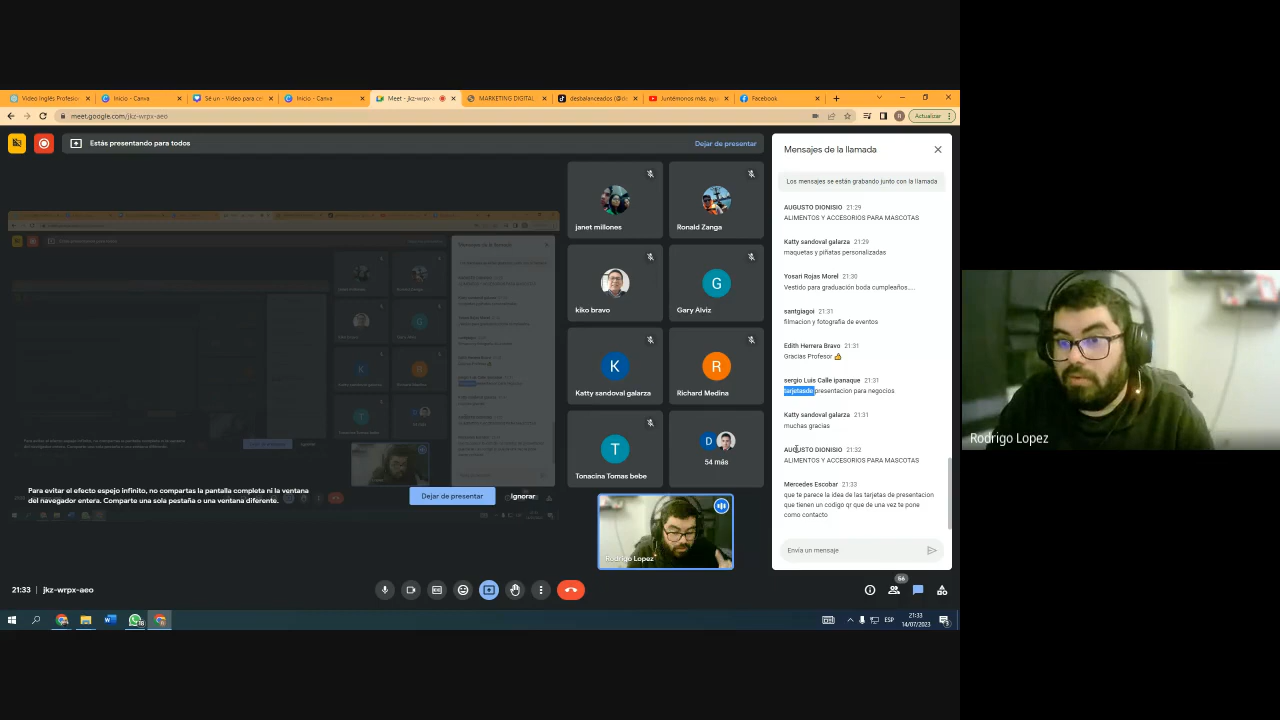 Video Inglés Profesio
Inicio - Canva
Sé un - Video para ce
Inicio - Canva
Meet - jkz-wrpx-a
MARKETING DIGITAL
desbalanceados (@de
Juntémonos más, ay
Facebook
meet.google.com/jkz-wrpx-aeo
Actualizar
Estás presentando para todos
Dejar de presentar
Mensajes de la llamada
Los mensajes se están grabando junto con la llamada
AUGUSTO DIONISIO 21:29
ALIMENTOS Y ACCESORIOS PARA MASCOTAS
Katty sandoval galarza 21:29
maquetas y piñatas personalizadas
Yosari Rojas Morel 21:30
Vestido para graduación boda cumpleaños.....
santgiagoi 21:31
filmacion y fotografia de eventos
Edith Herrera Bravo 21:31
Gracias Profesor 👍
sergio Luis Calle ipanaque 21:31
tarjetasde presentacion para negocios
Katty sandoval galarza 21:31
muchas gracias
AUGUSTO DIONISIO 21:32
ALIMENTOS Y ACCESORIOS PARA MASCOTAS
Mercedes Escobar 21:33
que te parece la idea de las tarjetas de presentacion
que tienen un codigo qr que de una vez te pone
como contacto
Envía un mensaje
janet millones
Ronald Zanga
kiko bravo
G
Gary Alviz
K
Katty sandoval galarza
R
Richard Medina
T
Tonacina Tomas bebe
D
54 más
Rodrigo Lopez
Para evitar el efecto espejo infinito, no compartas la pantalla completa ni la ventana
del navegador entera. Comparte una sola pestaña o una ventana diferente.
Dejar de presentar
Ignorar
21:33 | jkz-wrpx-aeo
56
ESP
21:33
14/07/2023
Rodrigo Lopez